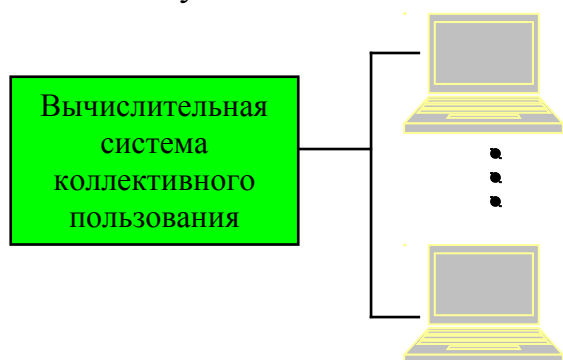 Вычислительная
система
коллективного
пользования